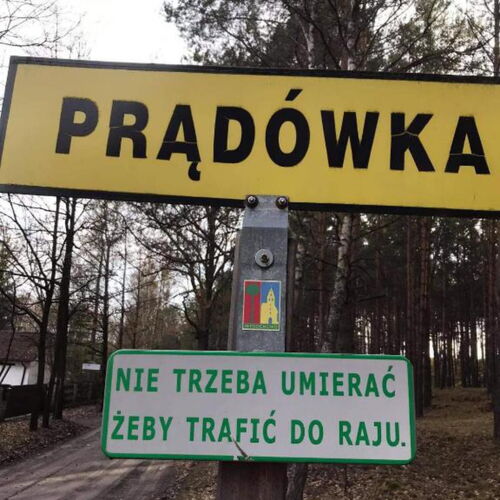 PRĄDÓWKA
NIE TRZEBA UMIERAĆ
ŻEBY TRAFIĆ DO RAJU.